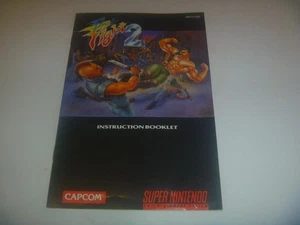 Final
Fight
2
INSTRUCTION BOOKLET
CAPCOM
SUPER NINTENDO